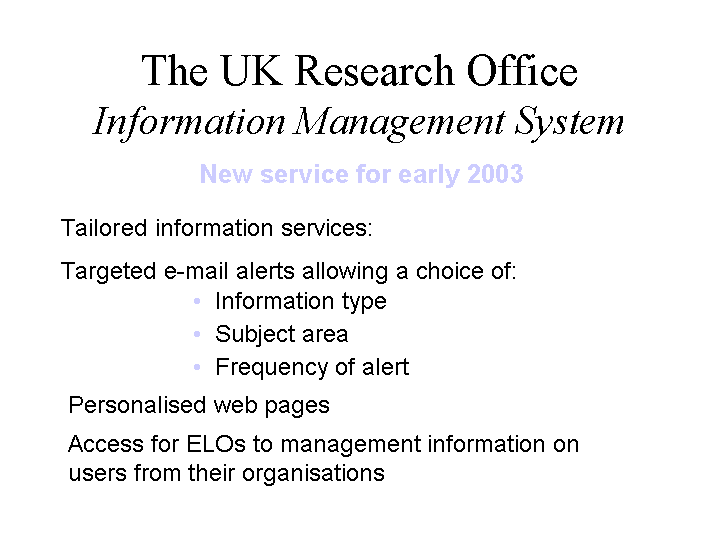 The UK Research Office
Information Management System
New service for early 2003
Tailored information services:
Targeted e-mail alerts allowing a choice of:
• Information type
• Subject area
• Frequency of alert
Personalised web pages
Access for ELOs to management information on
users from their organisations